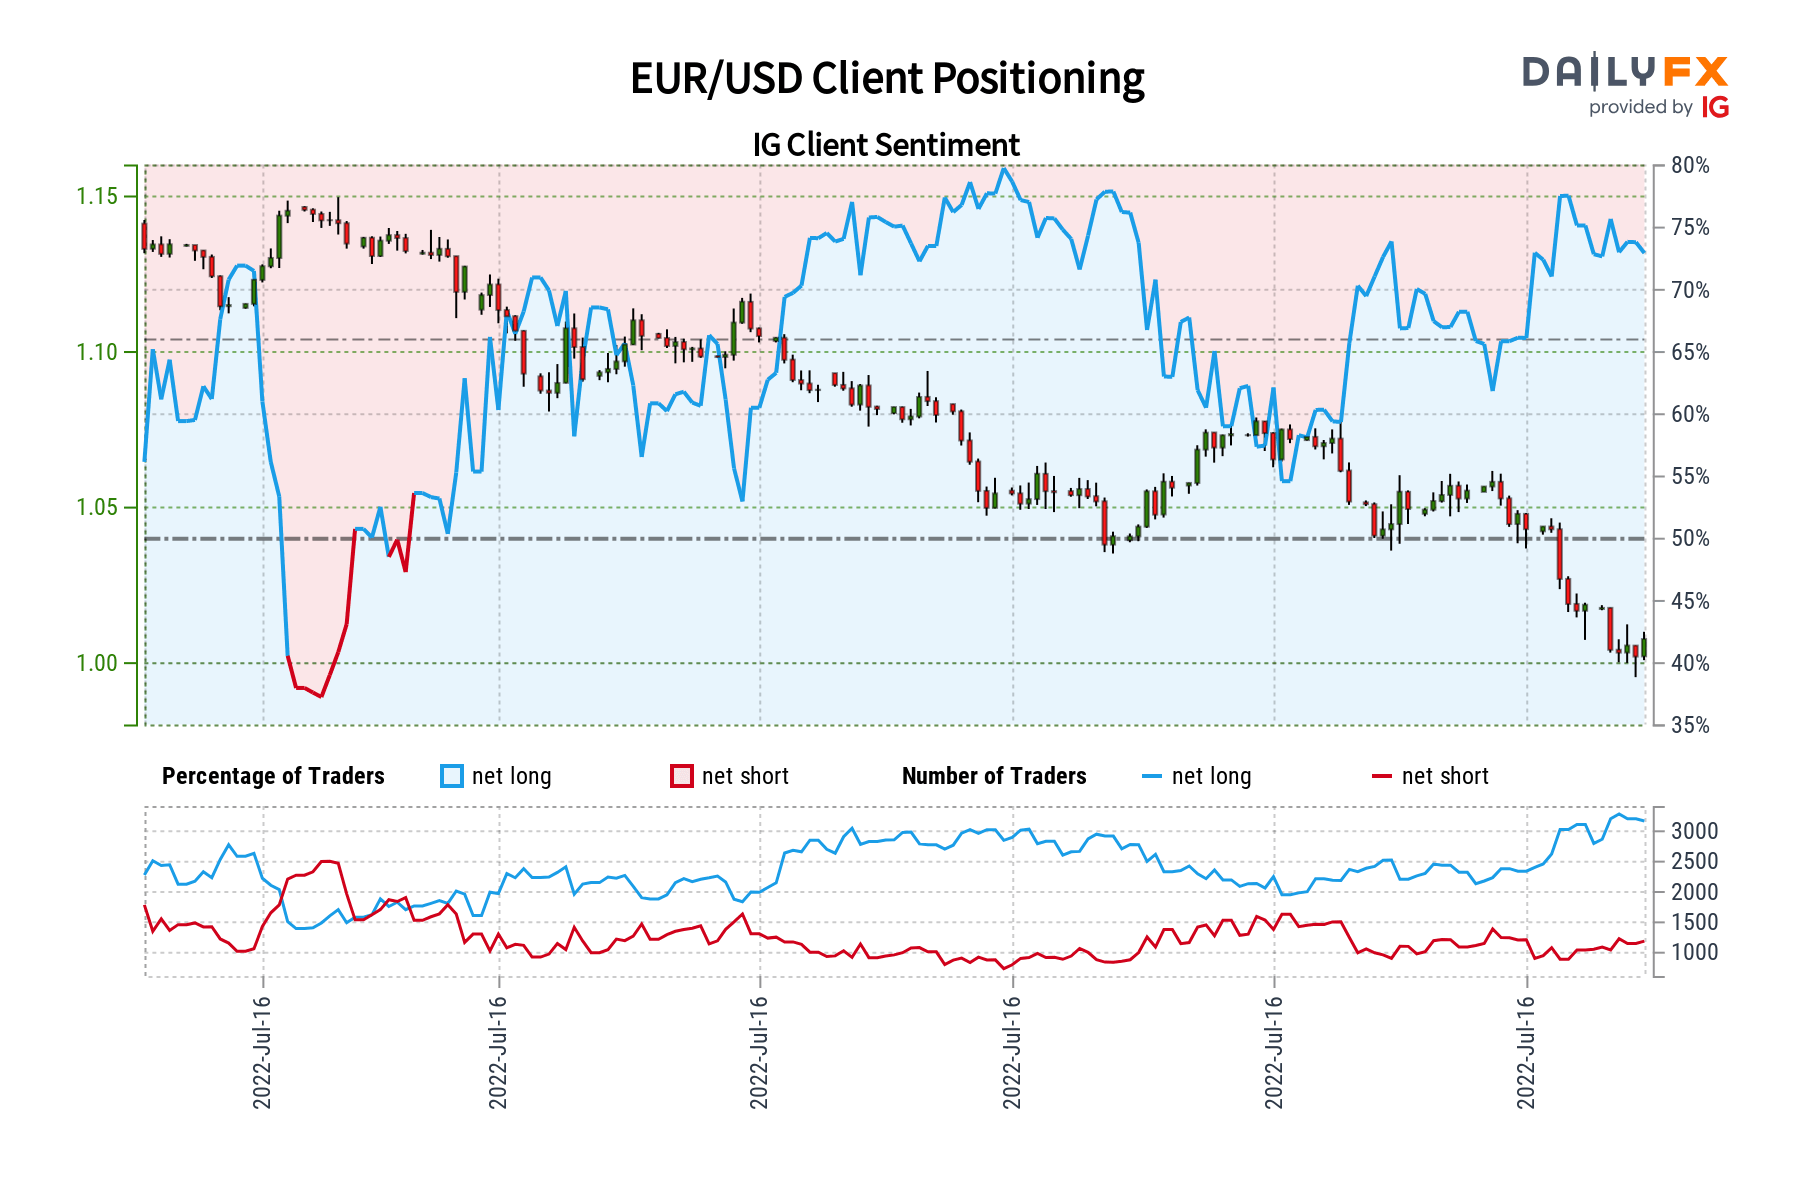 EUR/USD Client Positioning
DAILYFX
provided by IG
IG Client Sentiment
1.15
1.10
1.05
1.00
80%
75%
70%
65%
60%
55%
50%
45%
40%
35%
Percentage of Traders net long net short Number of Traders net long net short
3000
2500
2000
1500
1000
2022-Jul-16
2022-Jul-16
2022-Jul-16
2022-Jul-16
2022-Jul-16
2022-Jul-16